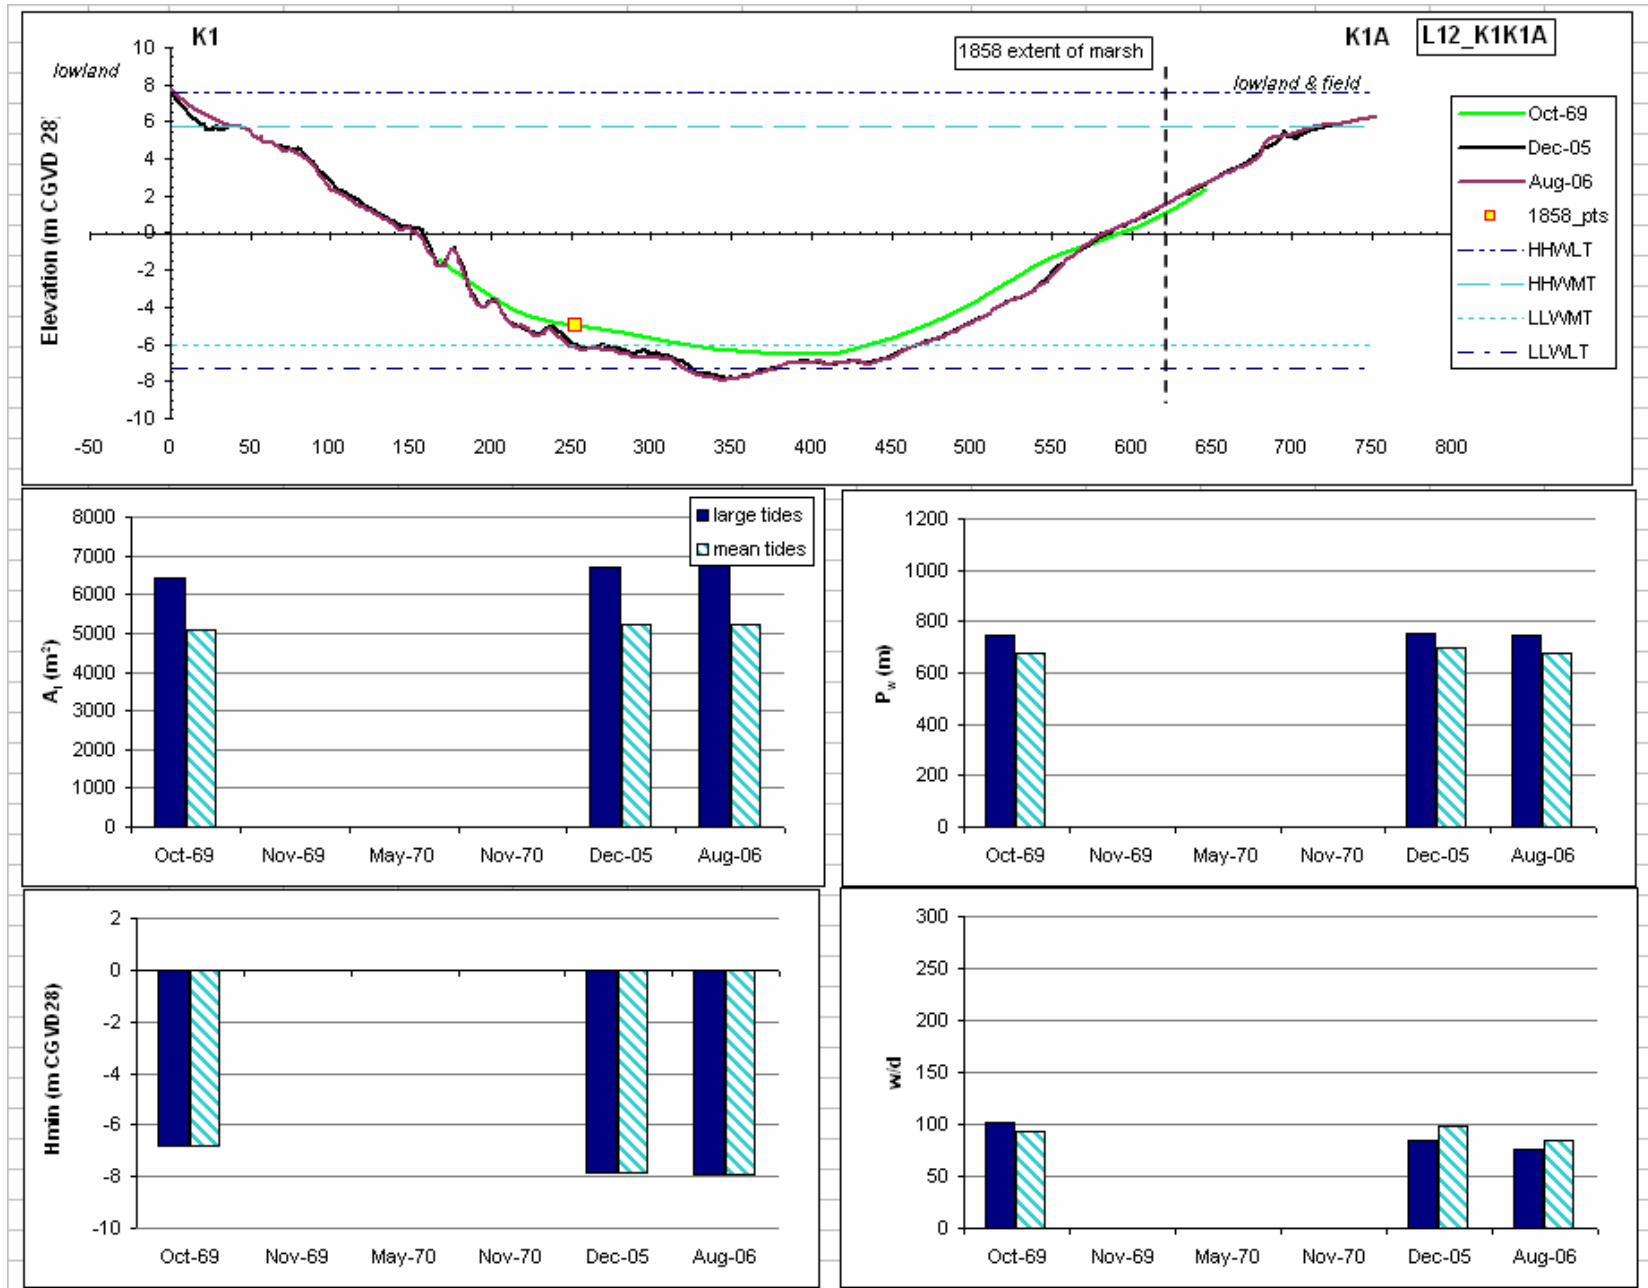 K1
K1A
L12_K1K1A
1858 extent of marsh
lowland
lowland & field
Elevation (m CGVD 28)
10
8
6
4
2
0
-2
-4
-6
-8
-10
-50 0 50 100 150 200 250 300 350 400 450 500 550 600 650 700 750 800
Oct-69
Dec-05
Aug-06
1858_pts
HHWLT
HHWMT
LLWMT
LLWLT
A_l (m²)
8000
7000
6000
5000
4000
3000
2000
1000
0
large tides
mean tides
Oct-69 Nov-69 May-70 Nov-70 Dec-05 Aug-06
P_w (m)
1200
1000
800
600
400
200
0
Oct-69 Nov-69 May-70 Nov-70 Dec-05 Aug-06
Hmin (m CGVD28)
2
0
-2
-4
-6
-8
-10
Oct-69 Nov-69 May-70 Nov-70 Dec-05 Aug-06
w/d
300
250
200
150
100
50
0
Oct-69 Nov-69 May-70 Nov-70 Dec-05 Aug-06